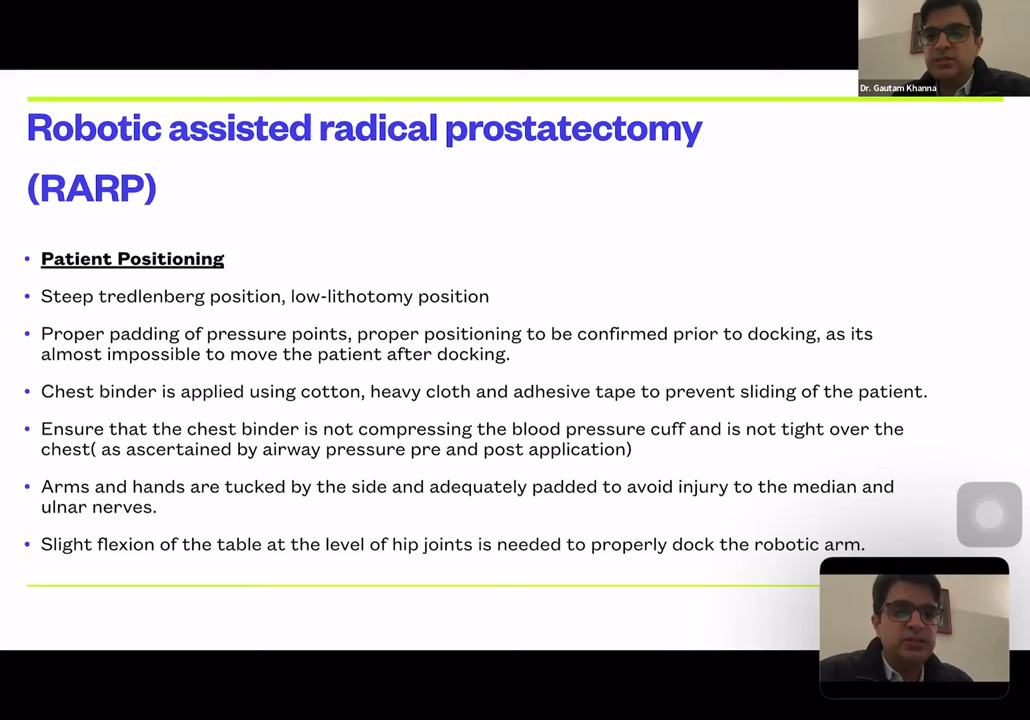 Dr. Gautam Khanna
Robotic assisted radical prostatectomy
(RARP)
• Patient Positioning
• Steep tredlenberg position, low-lithotomy position
• Proper padding of pressure points, proper positioning to be confirmed prior to docking, as its
almost impossible to move the patient after docking.
• Chest binder is applied using cotton, heavy cloth and adhesive tape to prevent sliding of the patient.
• Ensure that the chest binder is not compressing the blood pressure cuff and is not tight over the
chest( as ascertained by airway pressure pre and post application)
• Arms and hands are tucked by the side and adequately padded to avoid injury to the median and
ulnar nerves.
• Slight flexion of the table at the level of hip joints is needed to properly dock the robotic arm.